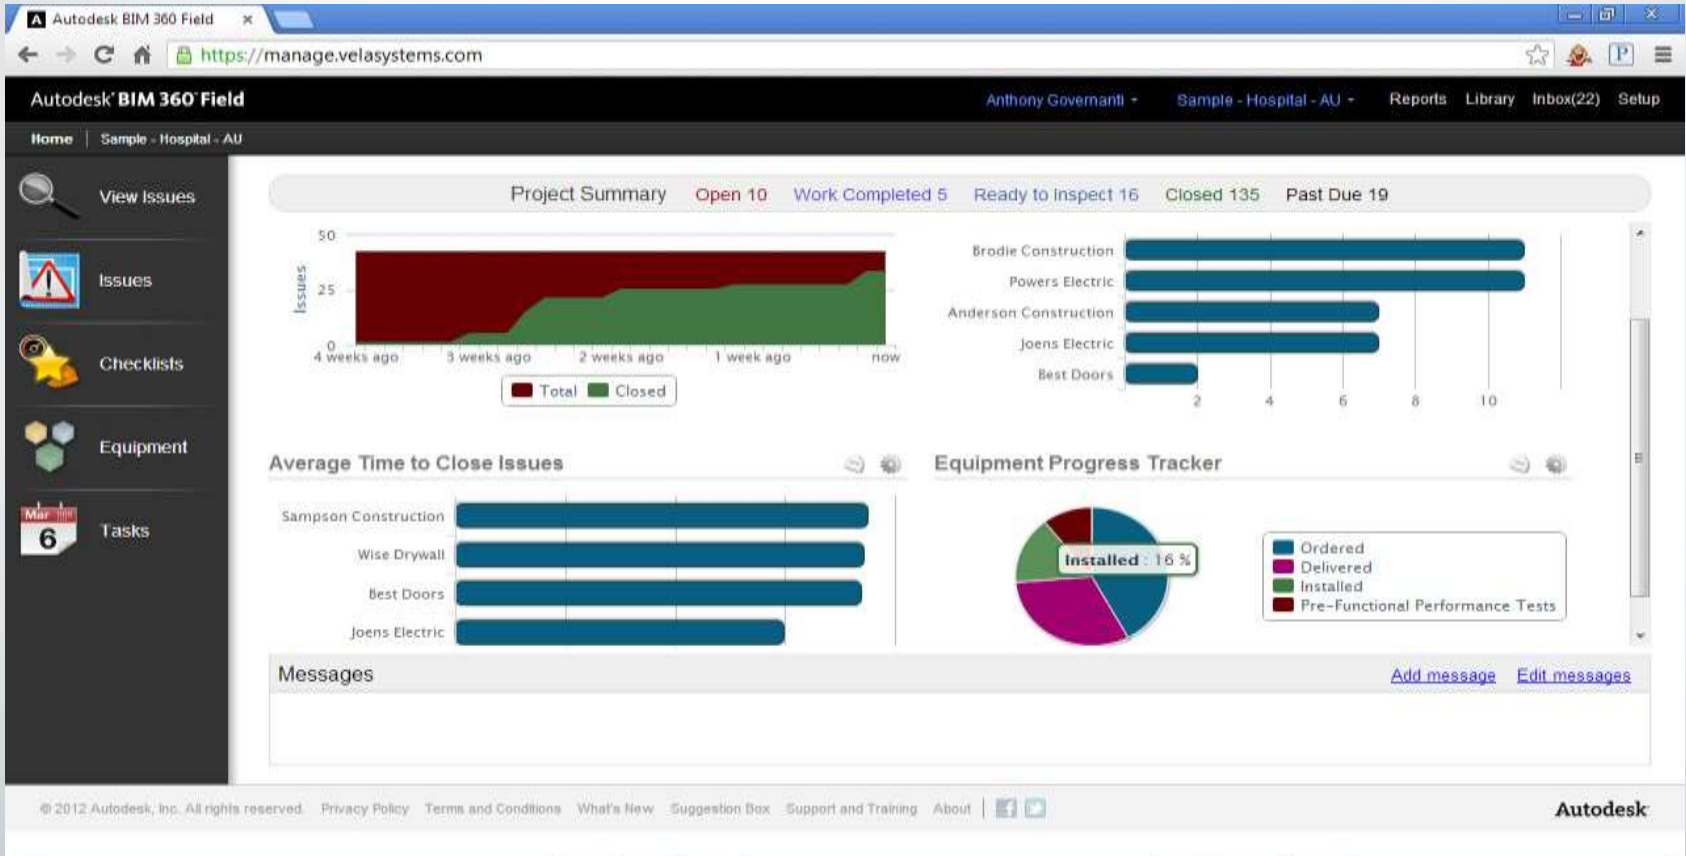 Autodesk BIM 360 Field
https://manage.velasystems.com
Autodesk® BIM 360™ Field
Anthony Governanti
Sample - Hospital - AU
Reports Library Inbox(22) Setup
Home | Sample - Hospital - AU
View Issues
Issues
Checklists
Equipment
Mar
6
Tasks
Project Summary Open 10 Work Completed 5 Ready to Inspect 16 Closed 135 Past Due 19
Issues
50
25
0
4 weeks ago 3 weeks ago 2 weeks ago 1 week ago now
Total Closed
Brodie Construction
Powers Electric
Anderson Construction
Joens Electric
Best Doors
2 4 6 8 10
Average Time to Close Issues
Sampson Construction
Wise Drywall
Best Doors
Joens Electric
Equipment Progress Tracker
Installed : 16 %
Ordered
Delivered
Installed
Pre-Functional Performance Tests
Messages
Add message Edit messages
© 2012 Autodesk, Inc. All rights reserved. Privacy Policy Terms and Conditions What's New Suggestion Box Support and Training About
Autodesk